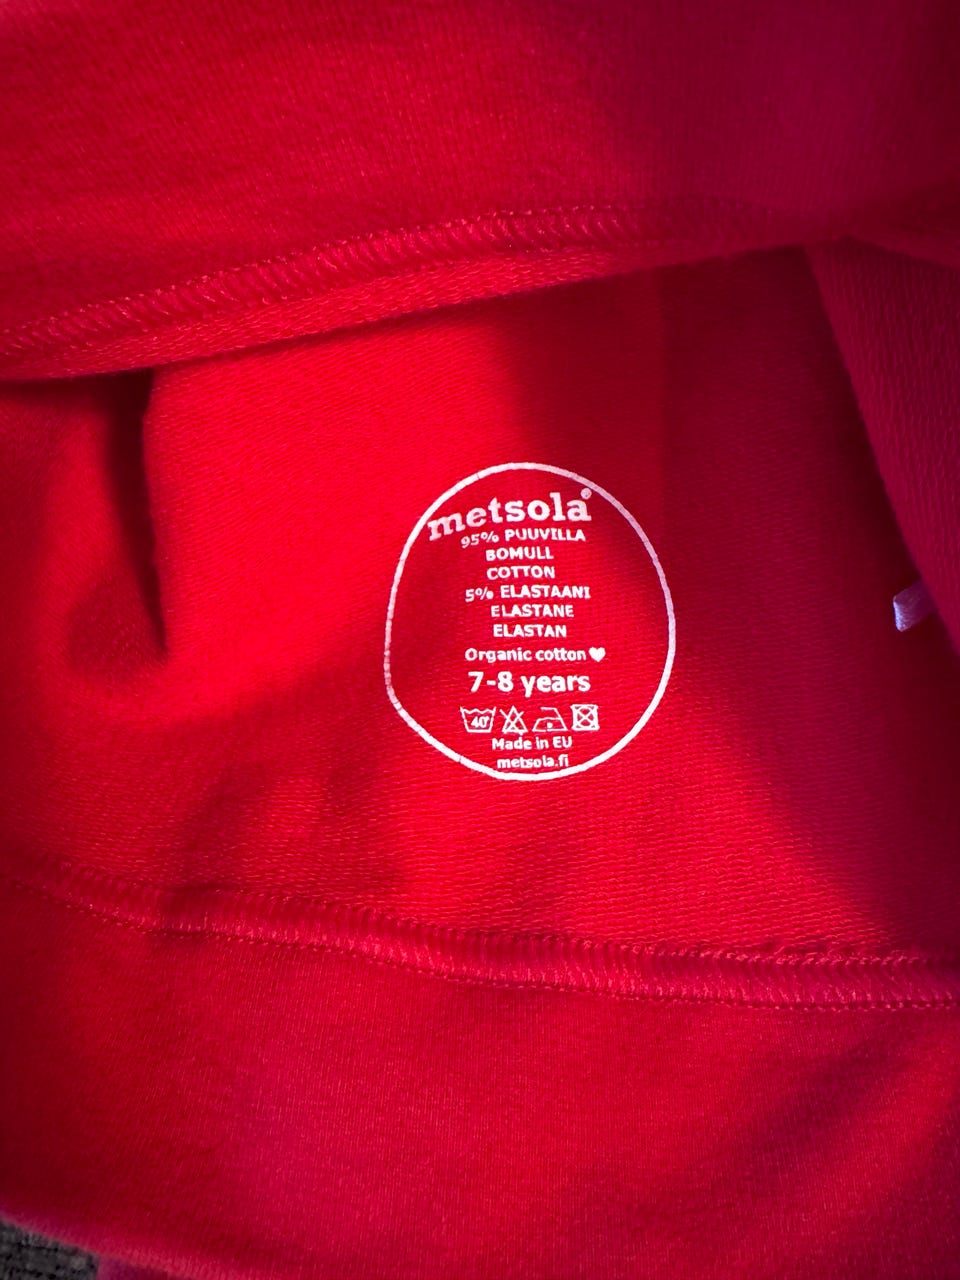 metsola®
95% PUUVILLA
BOMULL
COTTON
5% ELASTAANI
ELASTANE
ELASTAN
Organic cotton♥
7-8 years
40°
Made in EU
metsola.fi